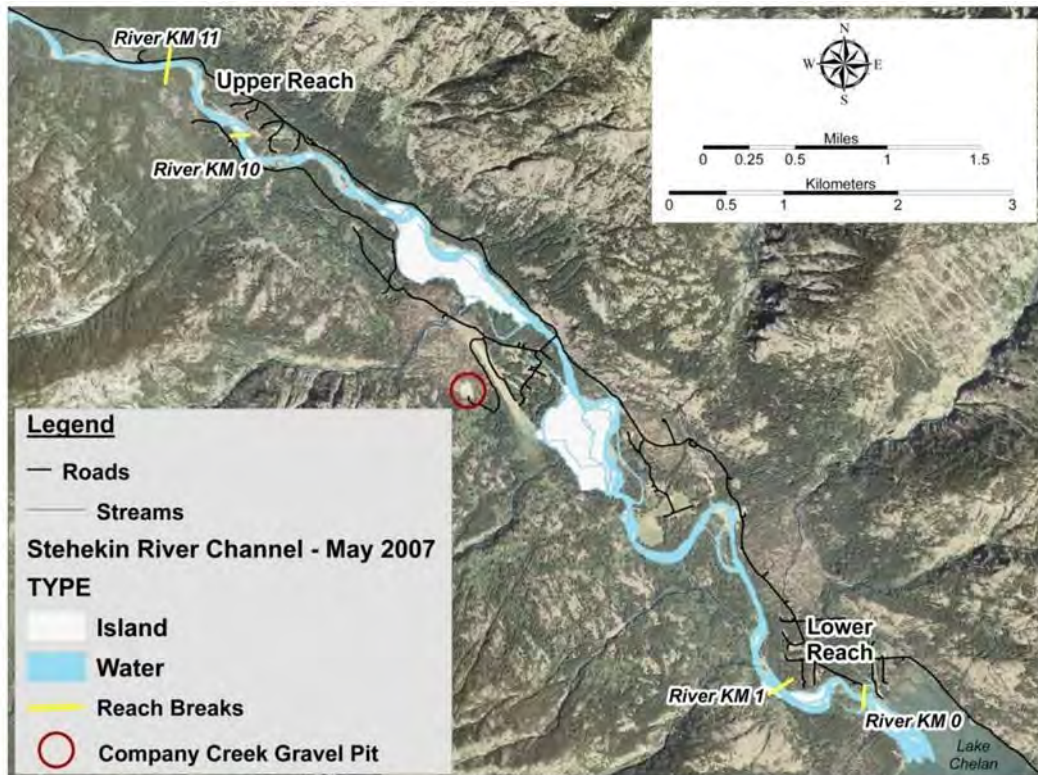 River KM 11
Upper Reach
River KM 10
N
W E
S
Miles
0 0.25 0.5 1 1.5
Kilometers
0 0.5 1 2 3
Legend
Roads
Streams
Stehekin River Channel - May 2007
TYPE
Island
Water
Reach Breaks
Company Creek Gravel Pit
Lower
Reach
River KM 1
River KM 0
Lake
Chelan